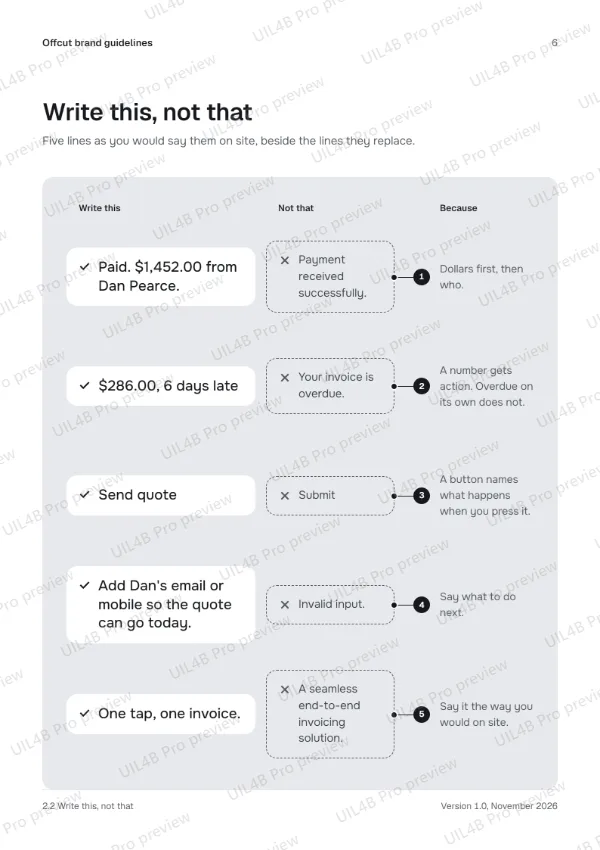 Offcut brand guidelines
6
Write this, not that
Five lines as you would say them on site, beside the lines they replace.
Write this
Not that
Because
Paid. $1,452.00 from
Dan Pearce.
Payment
received
successfully.
1
Dollars first, then
who.
$286.00, 6 days late
Your invoice is
overdue.
2
A number gets
action. Overdue on
its own does not.
Send quote
Submit
3
A button names
what happens
when you press it.
Add Dan's email or
mobile so the quote
can go today.
Invalid input.
4
Say what to do
next.
One tap, one invoice.
A seamless
end-to-end
invoicing
solution.
5
Say it the way you
would on site.
2.2 Write this, not that
Version 1.0, November 2026
UIL4B Pro preview